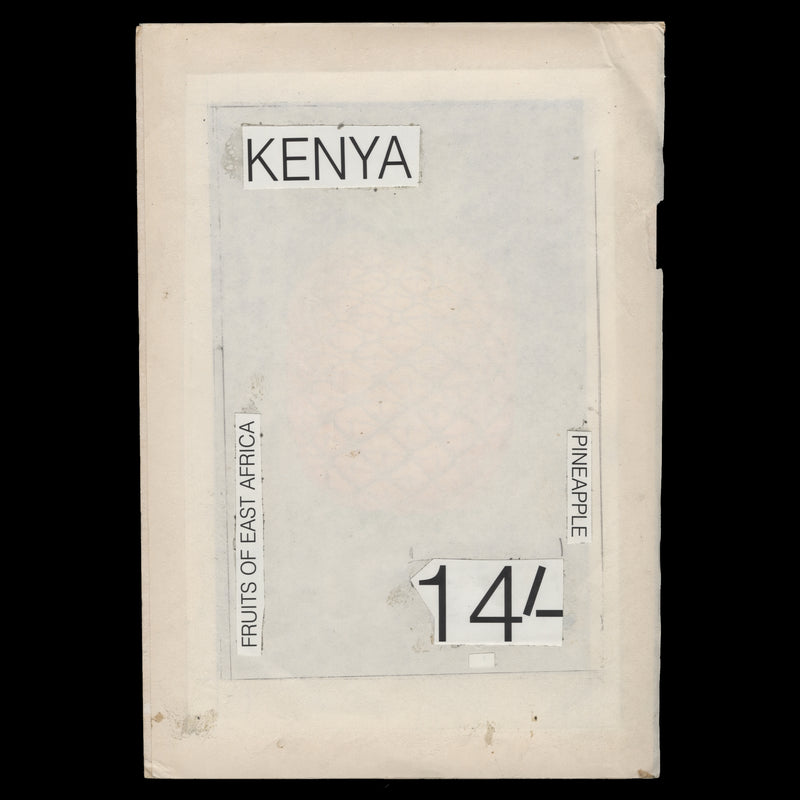 KENYA
FRUITS OF EAST AFRICA
PINEAPPLE
14/-